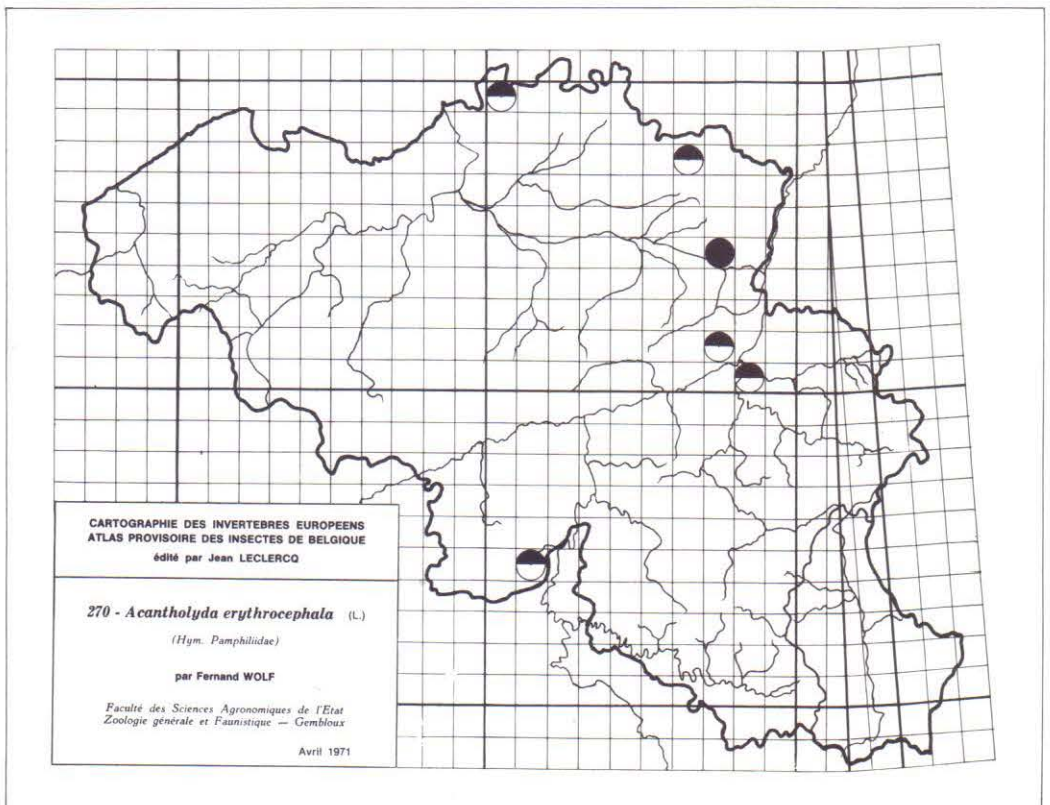 CARTOGRAPHIE DES INVERTEBRES EUROPEENS
ATLAS PROVISOIRE DES INSECTES DE BELGIQUE
édité par Jean LECLERCQ
270 - Acantholyda erythrocephala (L.)
(Hym. Pamphiliidae)
par Fernand WOLF
Faculté des Sciences Agronomiques de l'Etat
Zoologie générale et Faunistique — Gembloux
Avril 1971